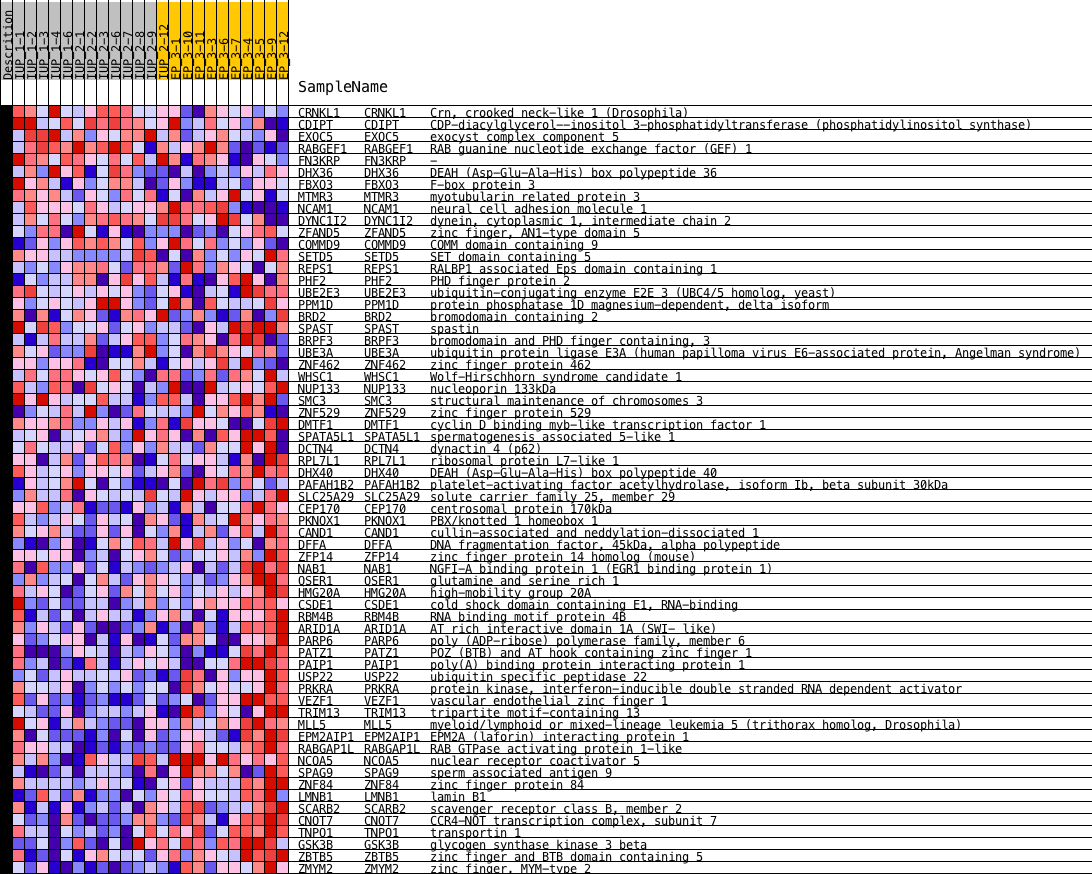 Descrition
IUP_1-1
IUP_1-2
IUP_1-3
IUP_1-4
IUP_1-6
IUP_2-1
IUP_2-2
IUP_2-3
IUP_2-6
IUP_2-7
IUP_2-8
IUP_2-9
IUP_2-12
EP_3-1
EP_3-10
EP_3-11
EP_3-3
EP_3-6
EP_3-7
EP_3-4
EP_3-5
EP_3-9
EP_3-12
SampleName
CRNKL1 CRNKL1 Crn, crooked neck-like 1 (Drosophila)
CDIPT CDIPT CDP-diacylglycerol--inositol 3-phosphatidyltransferase (phosphatidylinositol synthase)
EXOC5 EXOC5 exocyst complex component 5
RABGEF1 RABGEF1 RAB guanine nucleotide exchange factor (GEF) 1
FN3KRP FN3KRP -
DHX36 DHX36 DEAH (Asp-Glu-Ala-His) box polypeptide 36
FBXO3 FBXO3 F-box protein 3
MTMR3 MTMR3 myotubularin related protein 3
NCAM1 NCAM1 neural cell adhesion molecule 1
DYNC1I2 DYNC1I2 dynein, cytoplasmic 1, intermediate chain 2
ZFAND5 ZFAND5 zinc finger, AN1-type domain 5
COMMD9 COMMD9 COMM domain containing 9
SETD5 SETD5 SET domain containing 5
REPS1 REPS1 RALBP1 associated Eps domain containing 1
PHF2 PHF2 PHD finger protein 2
UBE2E3 UBE2E3 ubiquitin-conjugating enzyme E2E 3 (UBC4/5 homolog, yeast)
PPM1D PPM1D protein phosphatase 1D magnesium-dependent, delta isoform
BRD2 BRD2 bromodomain containing 2
SPAST SPAST spastin
BRPF3 BRPF3 bromodomain and PHD finger containing, 3
UBE3A UBE3A ubiquitin protein ligase E3A (human papilloma virus E6-associated protein, Angelman syndrome)
ZNF462 ZNF462 zinc finger protein 462
WHSC1 WHSC1 Wolf-Hirschhorn syndrome candidate 1
NUP133 NUP133 nucleoporin 133kDa
SMC3 SMC3 structural maintenance of chromosomes 3
ZNF529 ZNF529 zinc finger protein 529
DMTF1 DMTF1 cyclin D binding myb-like transcription factor 1
SPATA5L1 SPATA5L1 spermatogenesis associated 5-like 1
DCTN4 DCTN4 dynactin 4 (p62)
RPL7L1 RPL7L1 ribosomal protein L7-like 1
DHX40 DHX40 DEAH (Asp-Glu-Ala-His) box polypeptide 40
PAFAH1B2 PAFAH1B2 platelet-activating factor acetylhydrolase, isoform Ib, beta subunit 30kDa
SLC25A29 SLC25A29 solute carrier family 25, member 29
CEP170 CEP170 centrosomal protein 170kDa
PKNOX1 PKNOX1 PBX/knotted 1 homeobox 1
CAND1 CAND1 cullin-associated and neddylation-dissociated 1
DFFA DFFA DNA fragmentation factor, 45kDa, alpha polypeptide
ZFP14 ZFP14 zinc finger protein 14 homolog (mouse)
NAB1 NAB1 NGFI-A binding protein 1 (EGR1 binding protein 1)
QSER1 QSER1 glutamine and serine rich 1
HMG20A HMG20A high-mobility group 20A
CSDE1 CSDE1 cold shock domain containing E1, RNA-binding
RBM4B RBM4B RNA binding motif protein 4B
ARID1A ARID1A AT rich interactive domain 1A (SWI- like)
PARP6 PARP6 poly (ADP-ribose) polymerase family, member 6
PATZ1 PATZ1 POZ (BTB) and AT hook containing zinc finger 1
PAIP1 PAIP1 poly(A) binding protein interacting protein 1
USP22 USP22 ubiquitin specific peptidase 22
PRKRA PRKRA protein kinase, interferon-inducible double stranded RNA dependent activator
VEZF1 VEZF1 vascular endothelial zinc finger 1
TRIM13 TRIM13 tripartite motif-containing 13
MLL5 MLL5 myeloid/lymphoid or mixed-lineage leukemia 5 (trithorax homolog, Drosophila)
EPM2AIP1 EPM2AIP1 EPM2A (laforin) interacting protein 1
RABGAP1L RABGAP1L RAB GTPase activating protein 1-like
NCOA5 NCOA5 nuclear receptor coactivator 5
SPAG9 SPAG9 sperm associated antigen 9
ZNF84 ZNF84 zinc finger protein 84
LMNB1 LMNB1 lamin B1
SCARB2 SCARB2 scavenger receptor class B, member 2
CNOT7 CNOT7 CCR4-NOT transcription complex, subunit 7
TNPO1 TNPO1 transportin 1
GSK3B GSK3B glycogen synthase kinase 3 beta
ZBTB5 ZBTB5 zinc finger and BTB domain containing 5
ZMYM2 ZMYM2 zinc finger, MYM-type 2